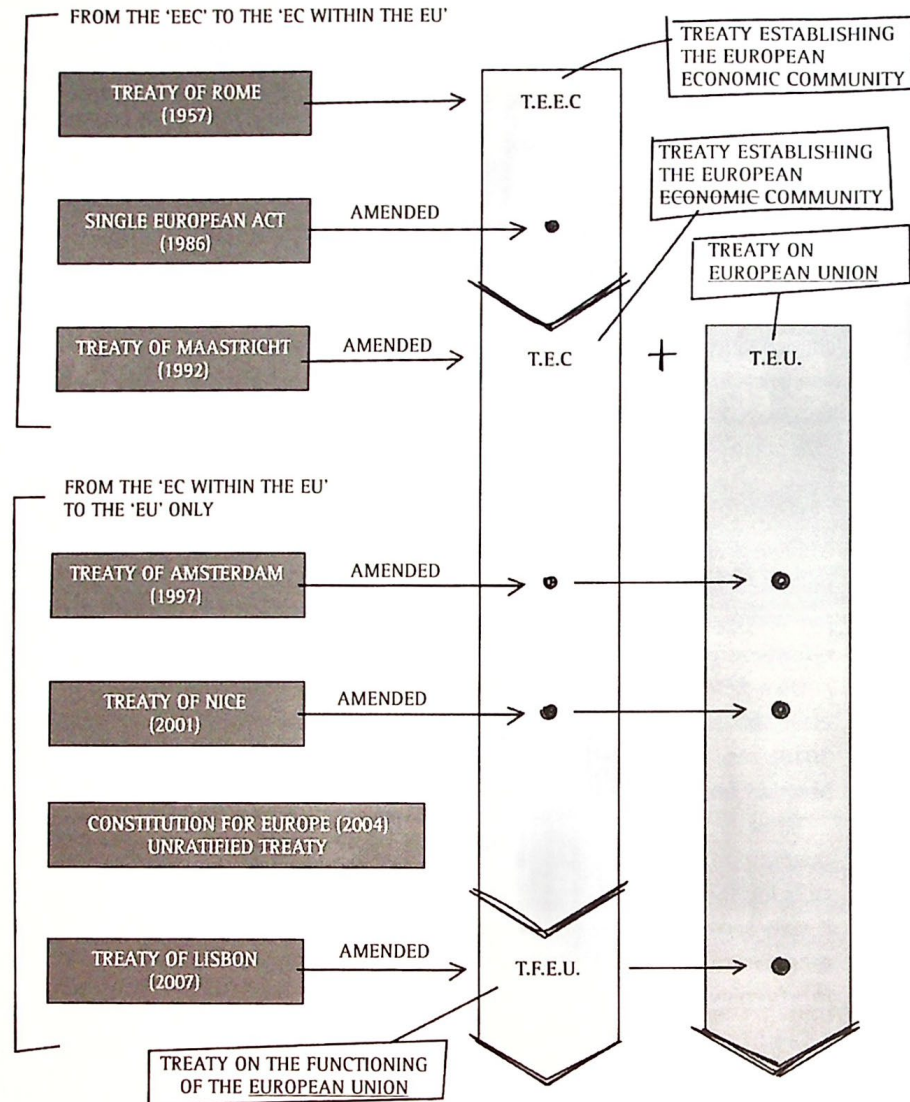 FROM THE 'EEC' TO THE 'EC WITHIN THE EU'
TREATY ESTABLISHING
THE EUROPEAN
ECONOMIC COMMUNITY
TREATY OF ROME
(1957)
T.E.E.C
TREATY ESTABLISHING
THE EUROPEAN
ECONOMIC COMMUNITY
SINGLE EUROPEAN ACT
(1986)
AMENDED
TREATY ON
EUROPEAN UNION
TREATY OF MAASTRICHT
(1992)
AMENDED
T.E.C
+
T.E.U.
FROM THE 'EC WITHIN THE EU'
TO THE 'EU' ONLY
TREATY OF AMSTERDAM
(1997)
AMENDED
TREATY OF NICE
(2001)
AMENDED
CONSTITUTION FOR EUROPE (2004)
UNRATIFIED TREATY
TREATY OF LISBON
(2007)
AMENDED
T.F.E.U.
TREATY ON THE FUNCTIONING
OF THE EUROPEAN UNION